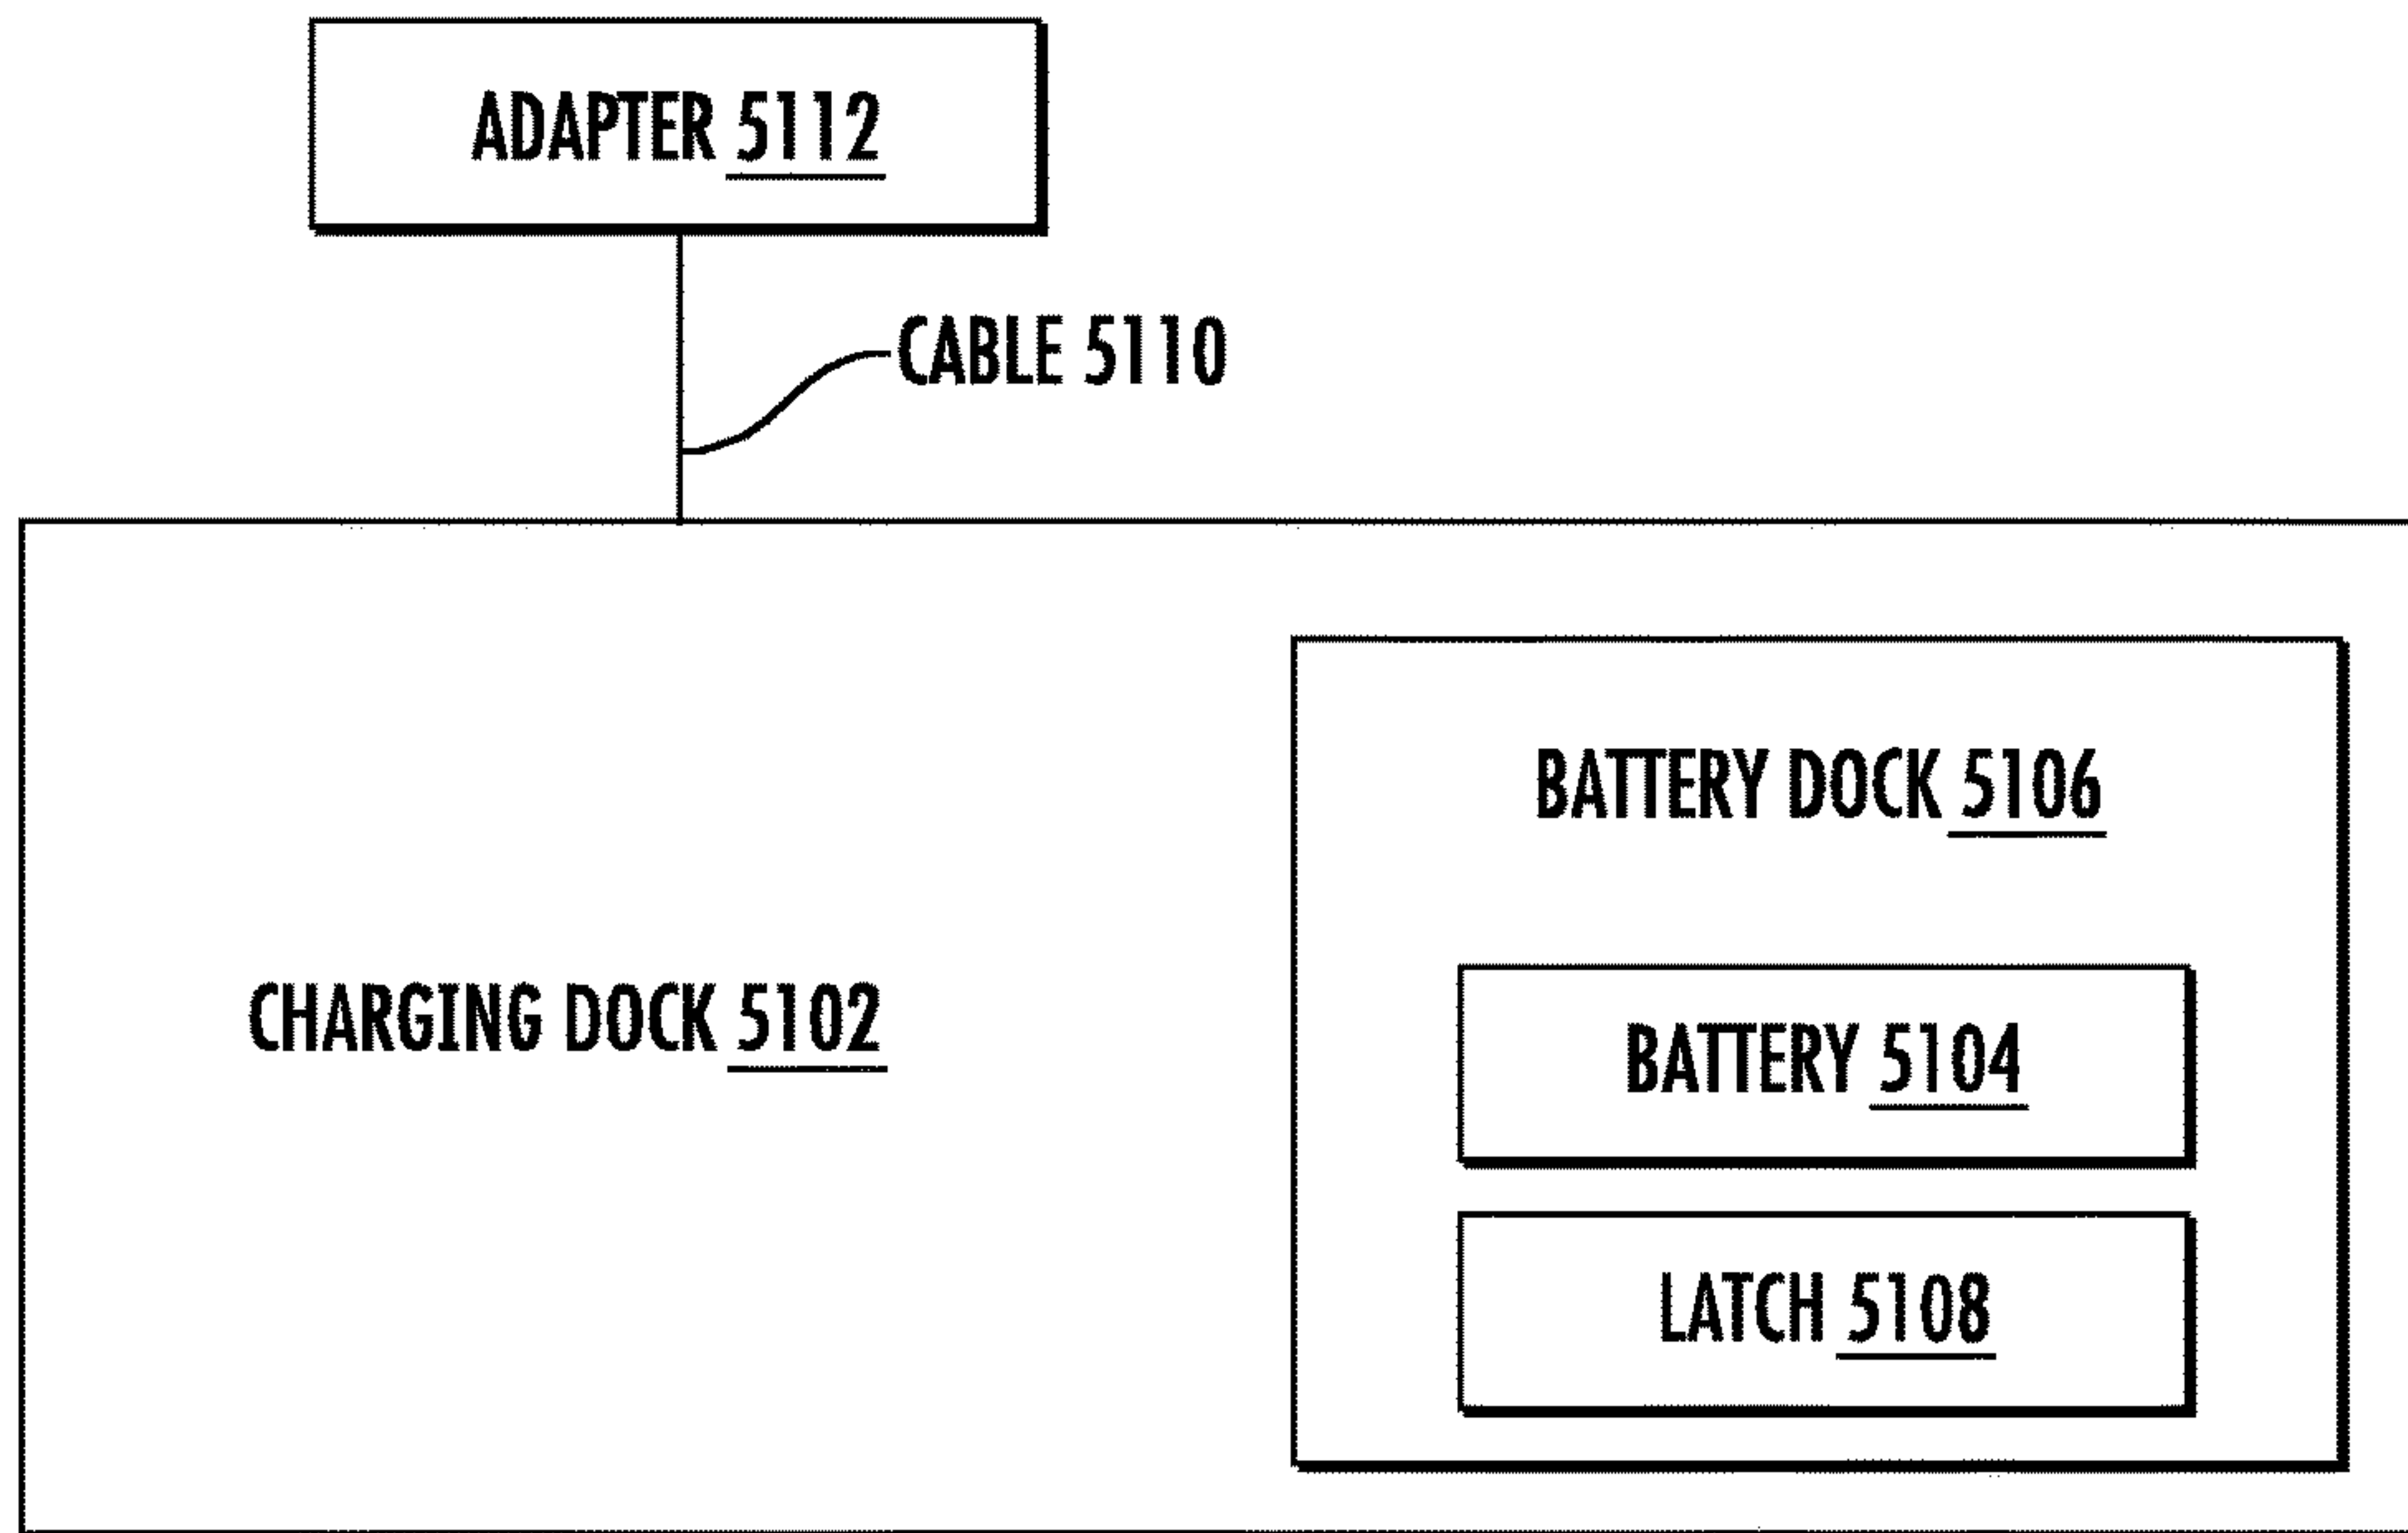 ADAPTER 5112
CABLE 5110
BATTERY DOCK 5106
CHARGING DOCK 5102
BATTERY 5104
LATCH 5108